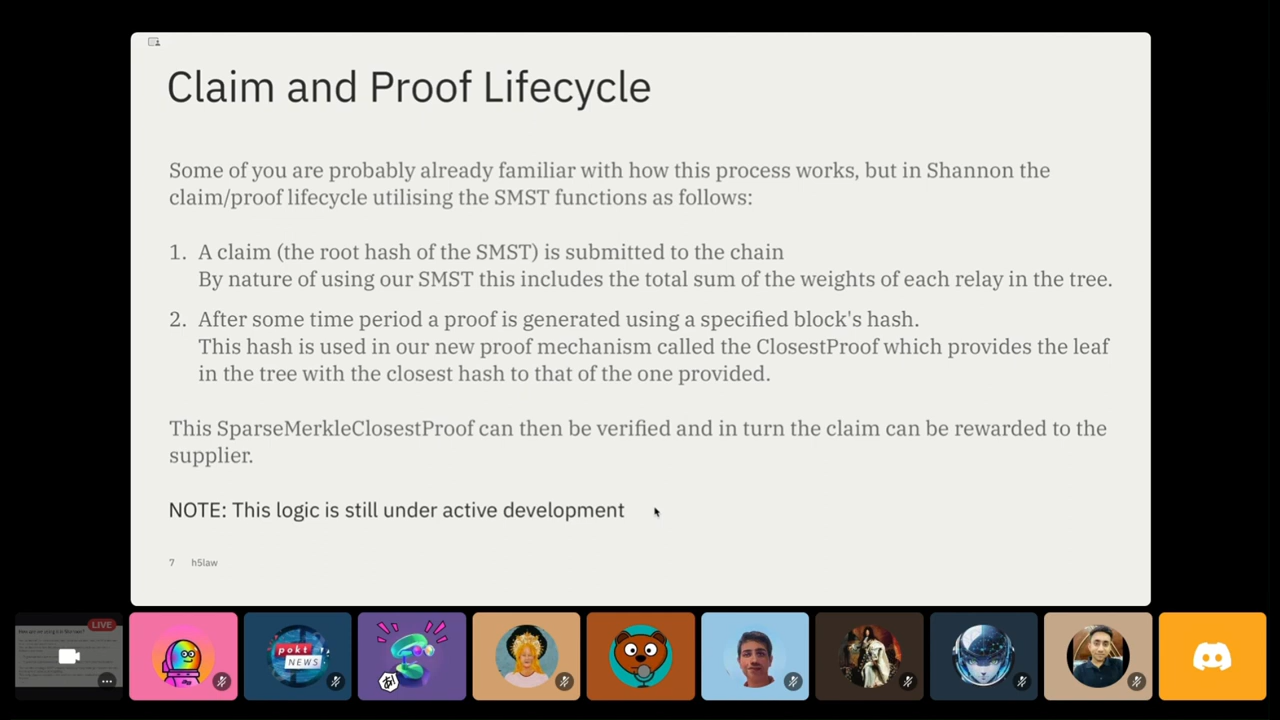 Claim and Proof Lifecycle
Some of you are probably already familiar with how this process works, but in Shannon the
claim/proof lifecycle utilising the SMST functions as follows:
1. A claim (the root hash of the SMST) is submitted to the chain
By nature of using our SMST this includes the total sum of the weights of each relay in the tree.
2. After some time period a proof is generated using a specified block's hash.
This hash is used in our new proof mechanism called the ClosestProof which provides the leaf
in the tree with the closest hash to that of the one provided.
This SparseMerkleClosestProof can then be verified and in turn the claim can be rewarded to the
supplier.
NOTE: This logic is still under active development
7 h5law
LIVE
pokt
NEWS